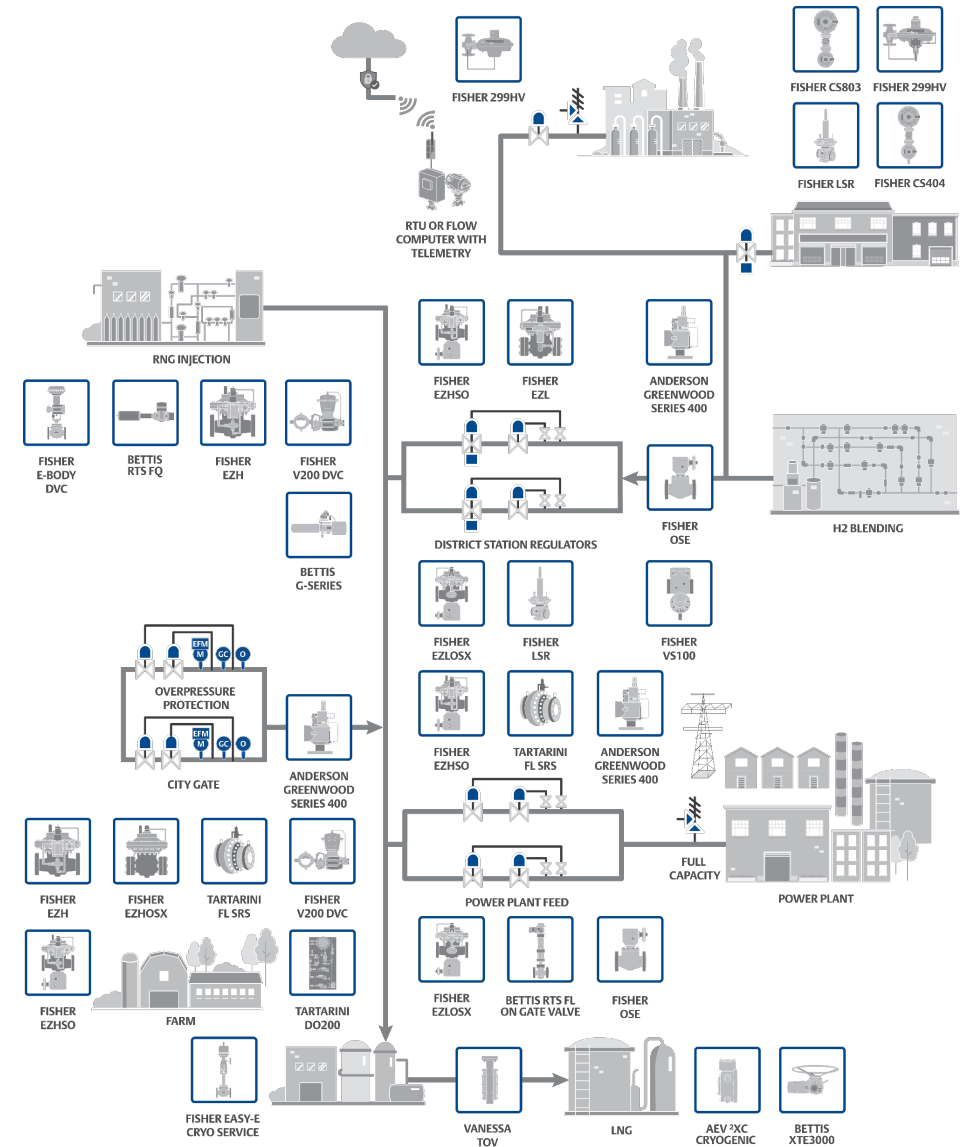 FISHER 299HV
FISHER CS803
FISHER 299HV
FISHER LSR
FISHER CS404
RTU OR FLOW
COMPUTER WITH
TELEMETRY
RNG INJECTION
FISHER
EZHSO
FISHER
EZL
ANDERSON
GREENWOOD
SERIES 400
FISHER
E-BODY
DVC
BETTIS
RTS FQ
FISHER
EZH
FISHER
V200 DVC
FISHER
OSE
H2 BLENDING
DISTRICT STATION REGULATORS
BETTIS
G-SERIES
FISHER
EZLOSX
FISHER
LSR
FISHER
VS100
EFM
M
GC
O
OVERPRESSURE
PROTECTION
EFM
M
GC
O
CITY GATE
ANDERSON
GREENWOOD
SERIES 400
FISHER
EZHSO
TARTARINI
FL SRS
ANDERSON
GREENWOOD
SERIES 400
FULL
CAPACITY
POWER PLANT
POWER PLANT FEED
FISHER
EZH
FISHER
EZHOSX
TARTARINI
FL SRS
FISHER
V200 DVC
FISHER
EZHSO
FARM
TARTARINI
DO200
FISHER
EZLOSX
BETTIS RTS FL
ON GATE VALVE
FISHER
OSE
FISHER EASY-E
CRYO SERVICE
VANESSA
TOV
LNG
AEV ²XC
CRYOGENIC
BETTIS
XTE3000